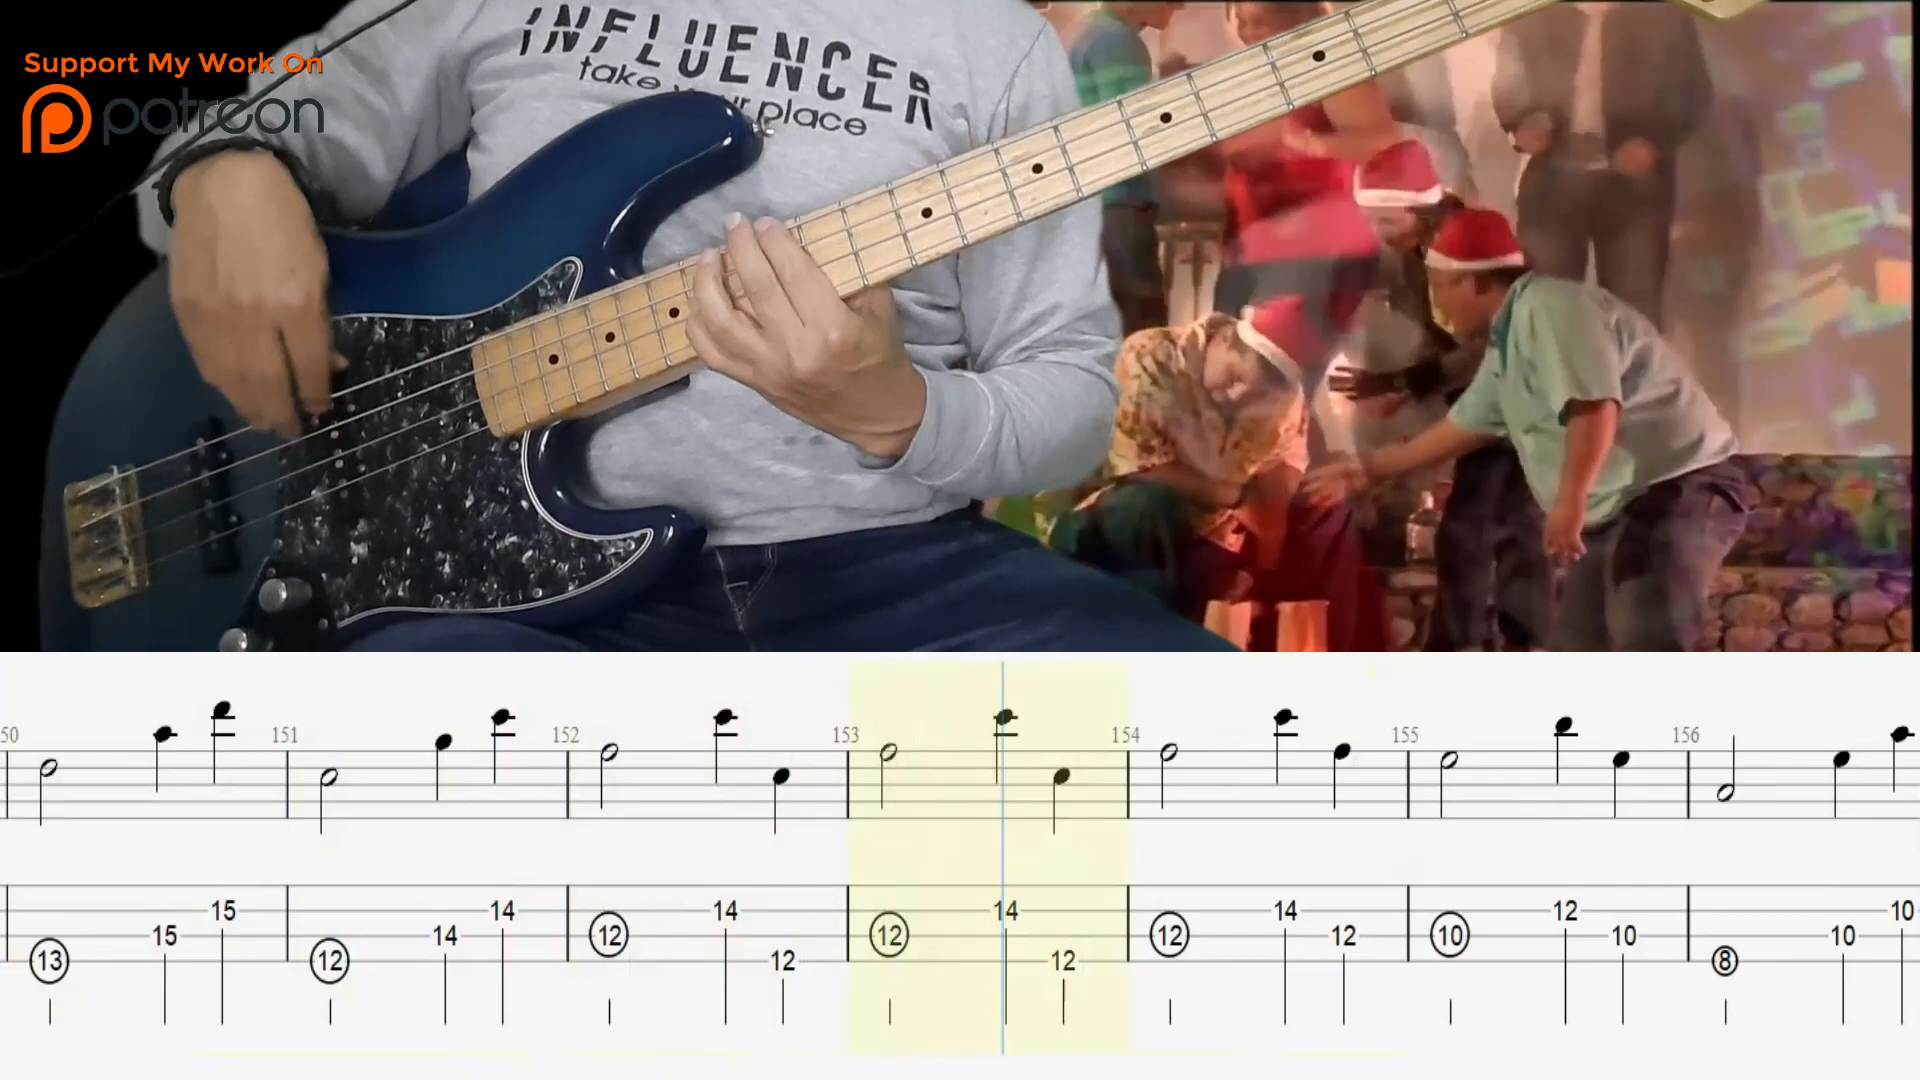 INFLUENCER
take your place
Support My Work On
patreon
50 151 152 153 154 155 156
15 14 14 14 14 12 10
15 14 12 12 12 12 10 10 10
13 12 12 12 8